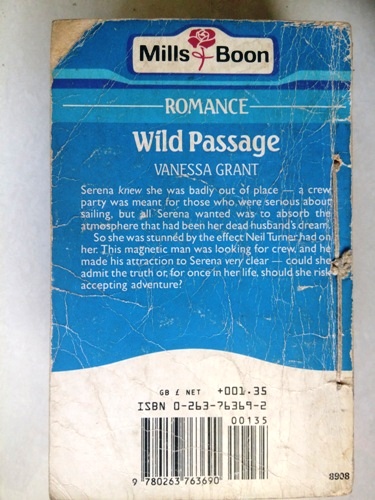 Mills & Boon
ROMANCE
Wild Passage
VANESSA GRANT
Serena knew she was badly out of place — a crew
party was meant for those who were serious about
sailing, but all Serena wanted was to absorb the
atmosphere that had been her dead husband's dream.
So she was stunned by the effect Neil Turner had on
her. This magnetic man was looking for crew, and he
made his attraction to Serena very clear — could she
admit the truth or, for once in her life, should she risk
accepting adventure?
GB £ NET +001.35
ISBN 0-263-76369-2
00135
9 780263 763690
8908